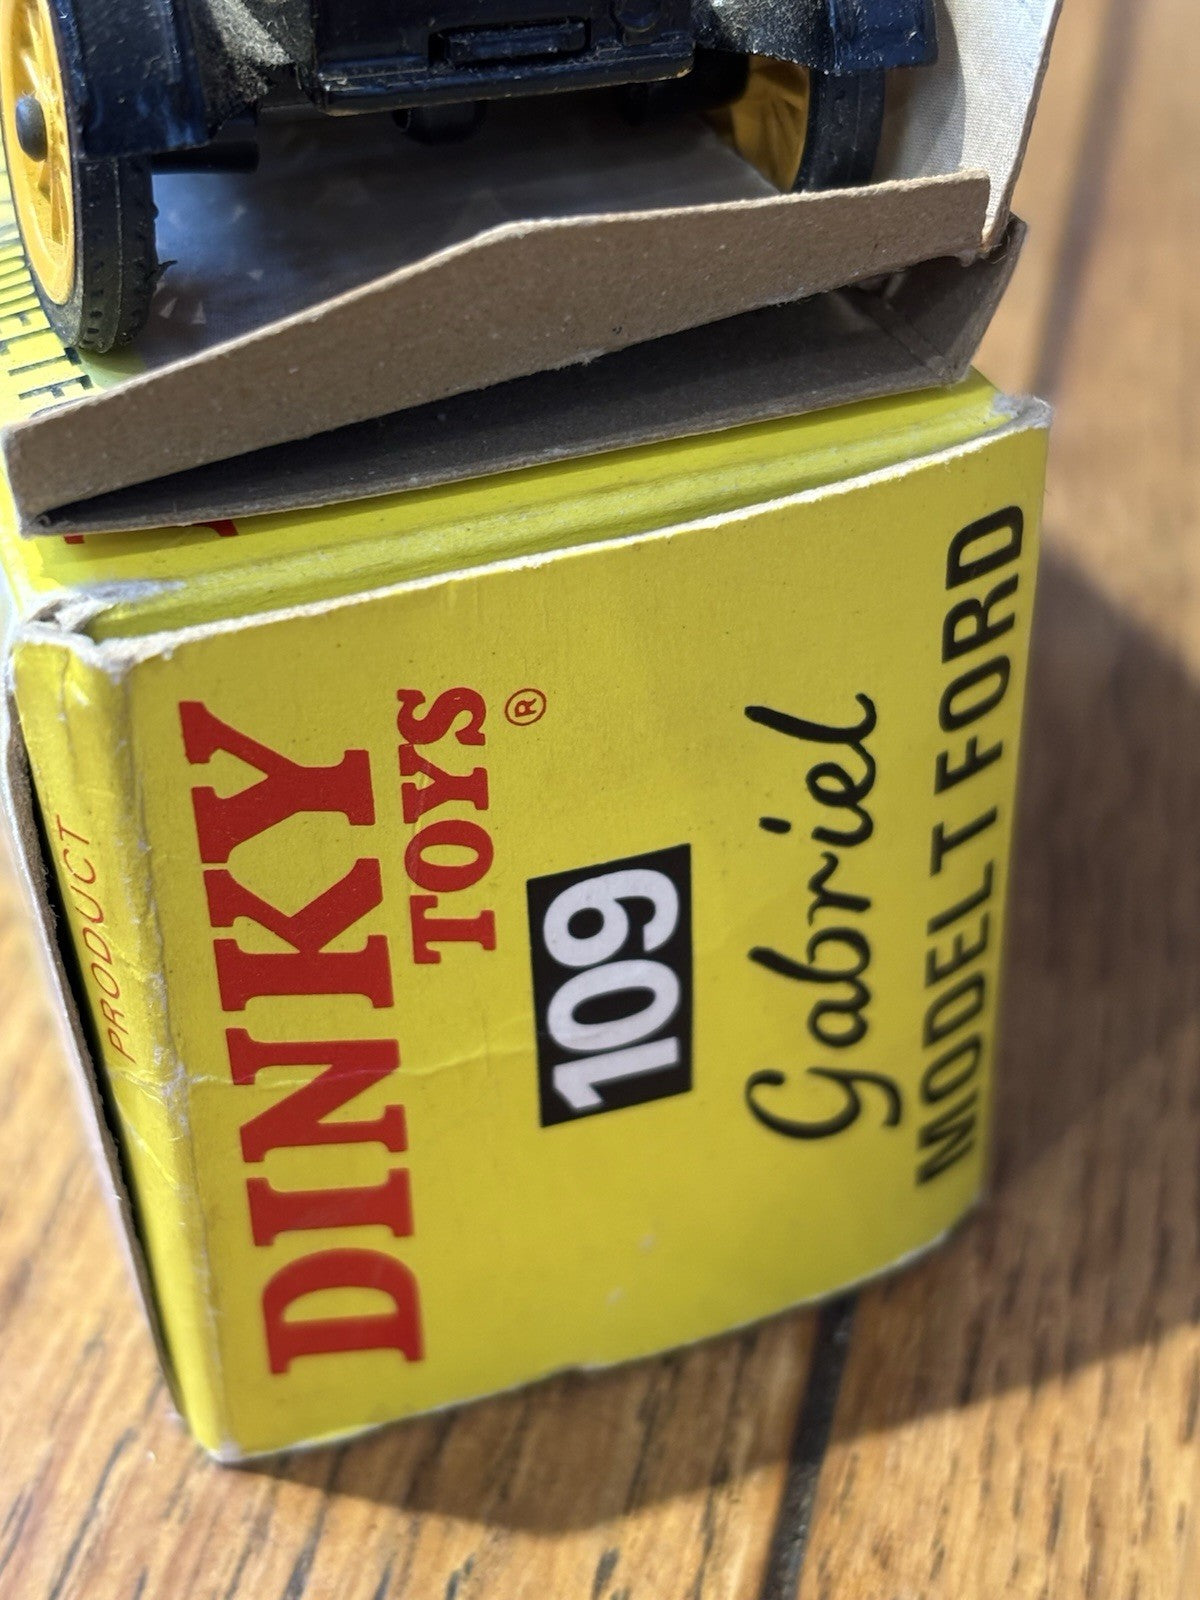 DINKY
TOYS®
109
Gabriel
MODEL T FORD
PRODUCT